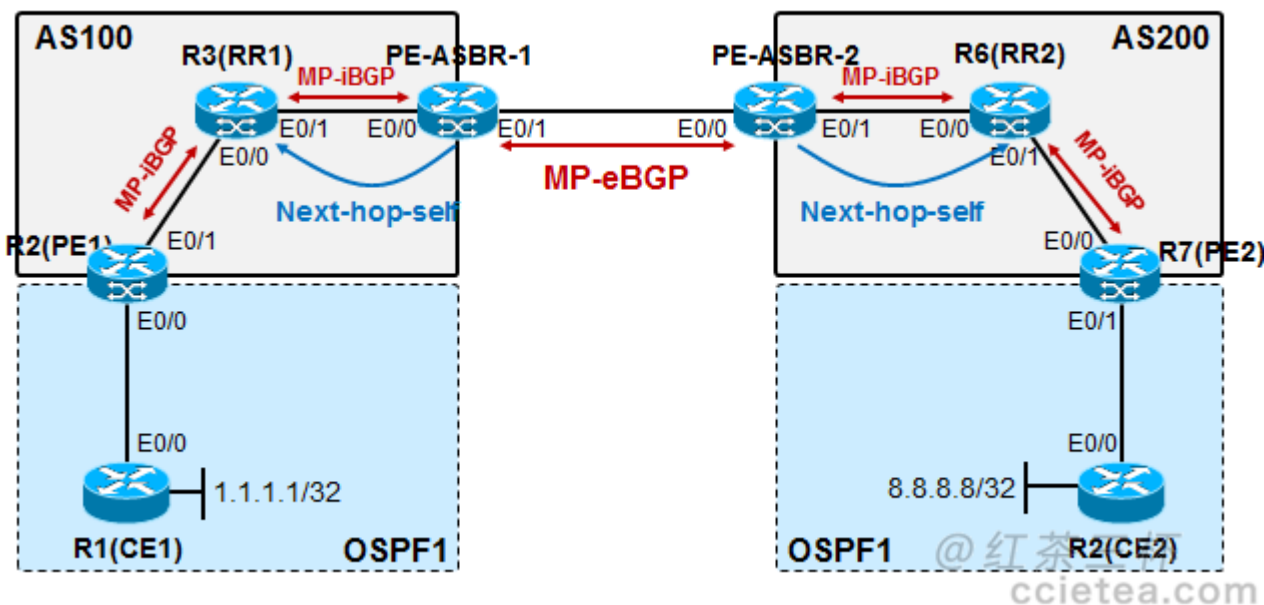 AS100
AS200
R3(RR1)
PE-ASBR-1
PE-ASBR-2
R6(RR2)
MP-iBGP
MP-iBGP
E0/1
E0/0
E0/1
E0/0
E0/1
E0/0
E0/0
E0/1
MP-iBGP
MP-eBGP
MP-iBGP
Next-hop-self
Next-hop-self
R2(PE1)
E0/1
E0/0
R7(PE2)
E0/0
E0/1
E0/0
E0/0
1.1.1.1/32
8.8.8.8/32
R1(CE1)
OSPF1
OSPF1
R2(CE2)
@红茶三杯
ccietea.com